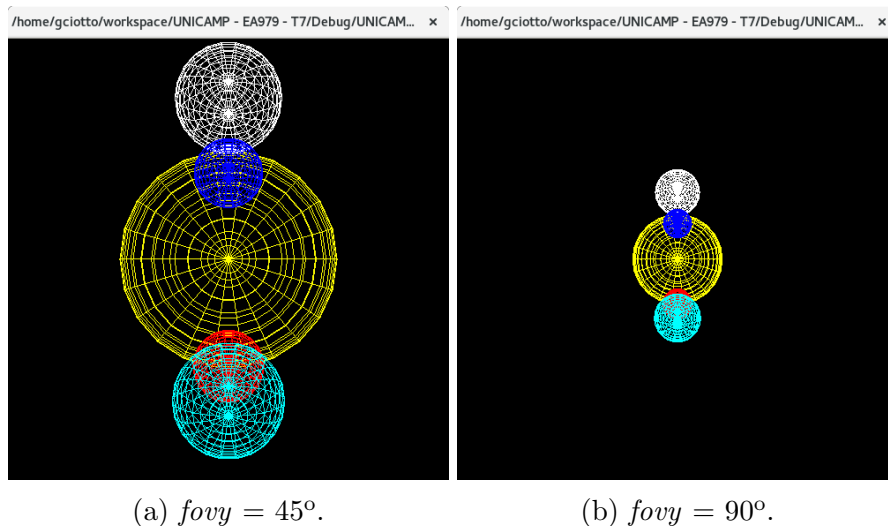 /home/gciotto/workspace/UNICAMP - EA979 - T7/Debug/UNICAM... ×
/home/gciotto/workspace/UNICAMP - EA979 - T7/Debug/UNICAM... ×
(a) fovy = 45º.
(b) fovy = 90º.